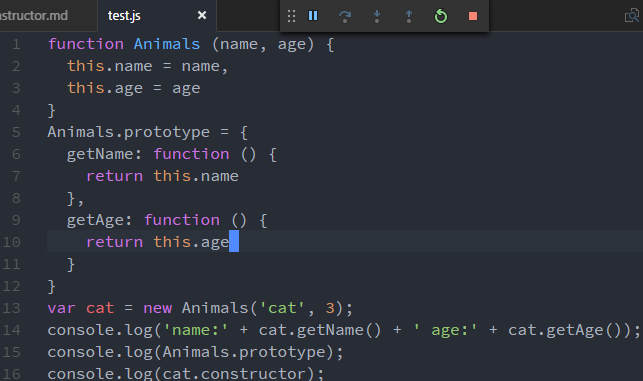 nstructor.md test.js
1 function Animals (name, age) {
2 this.name = name,
3 this.age = age
4 }
5 Animals.prototype = {
6 getName: function () {
7 return this.name
8 },
9 getAge: function () {
10 return this.age
11 }
12 }
13 var cat = new Animals('cat', 3);
14 console.log('name:' + cat.getName() + ' age:' + cat.getAge());
15 console.log(Animals.prototype);
16 console.log(cat.constructor);